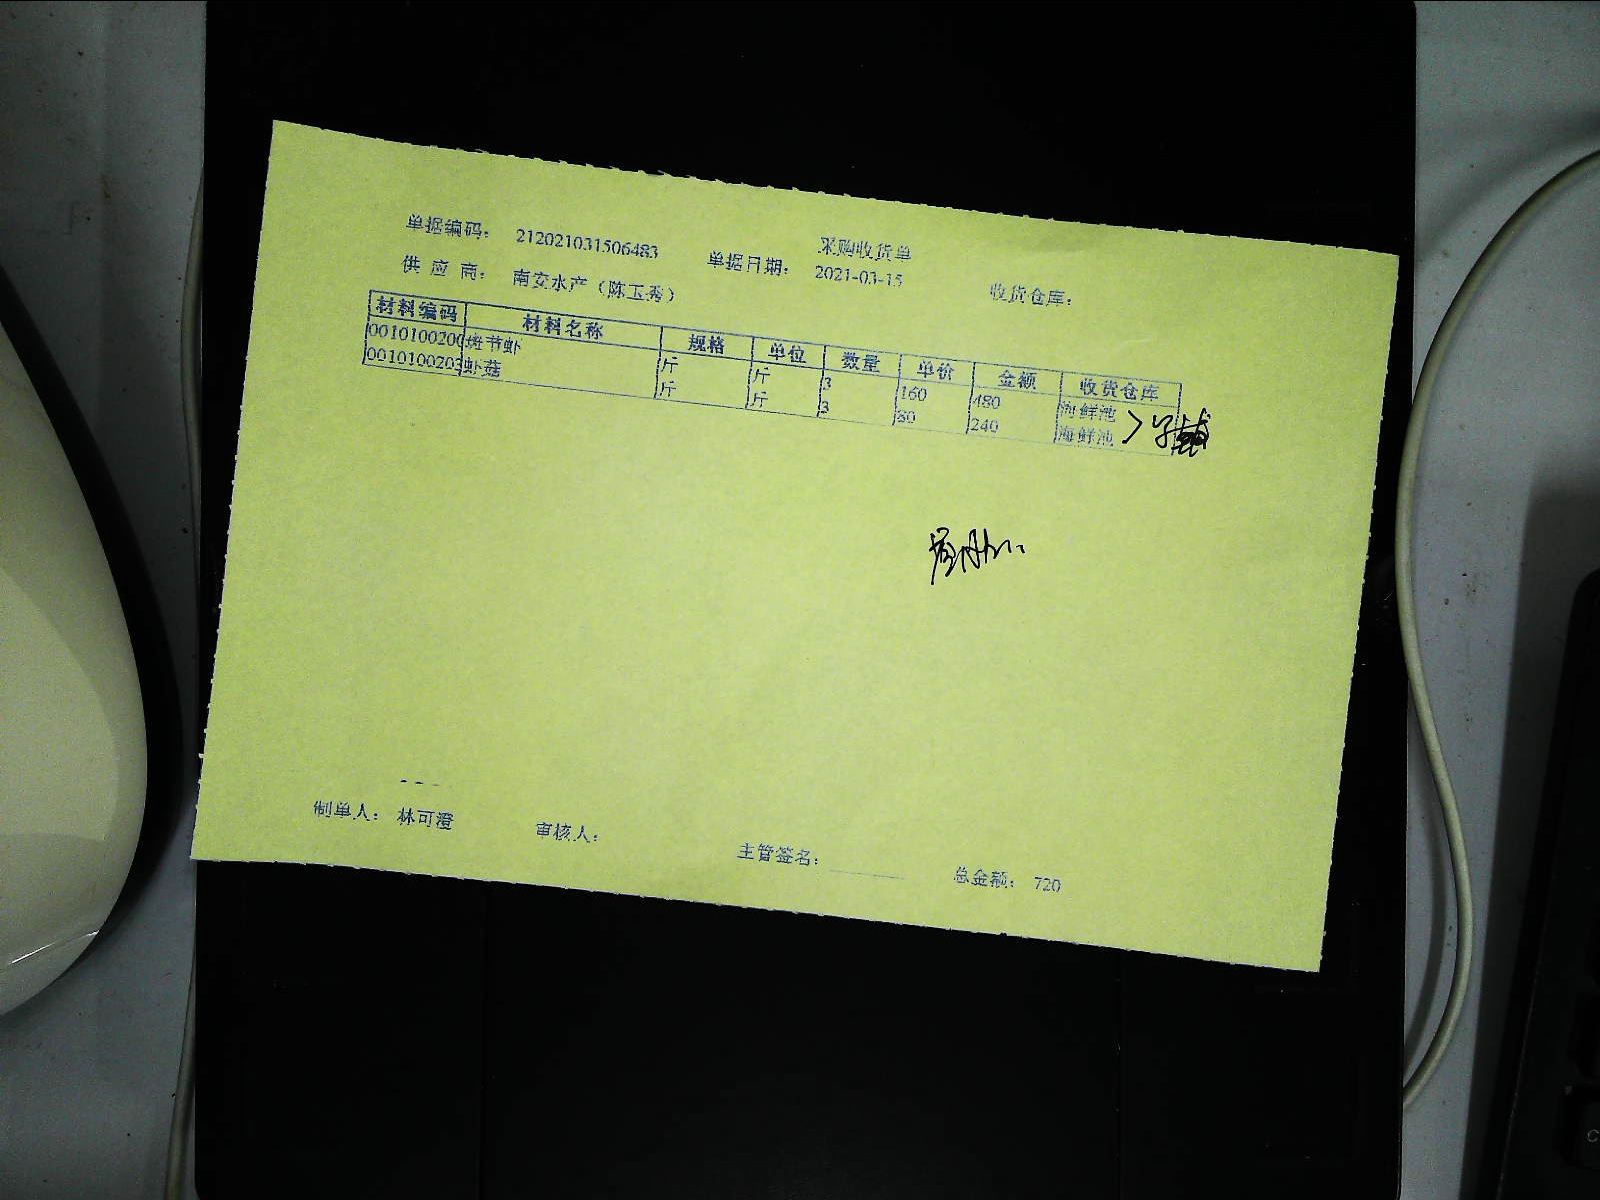 采购收货单
单据编码： 212021031506483 单据日期： 2021-03-15 收货仓库：
供 应 商： 南安水产（陈玉秀）
材料编码 材料名称 规格 单位 数量 单价 金额 收货仓库
0010100200 斑节虾 斤 斤 3 160 480 海鲜池
0010100203 虾菇 斤 斤 3 80 240 海鲜池
制单人： 林可澄 审核人： 主管签名： 总金额： 720